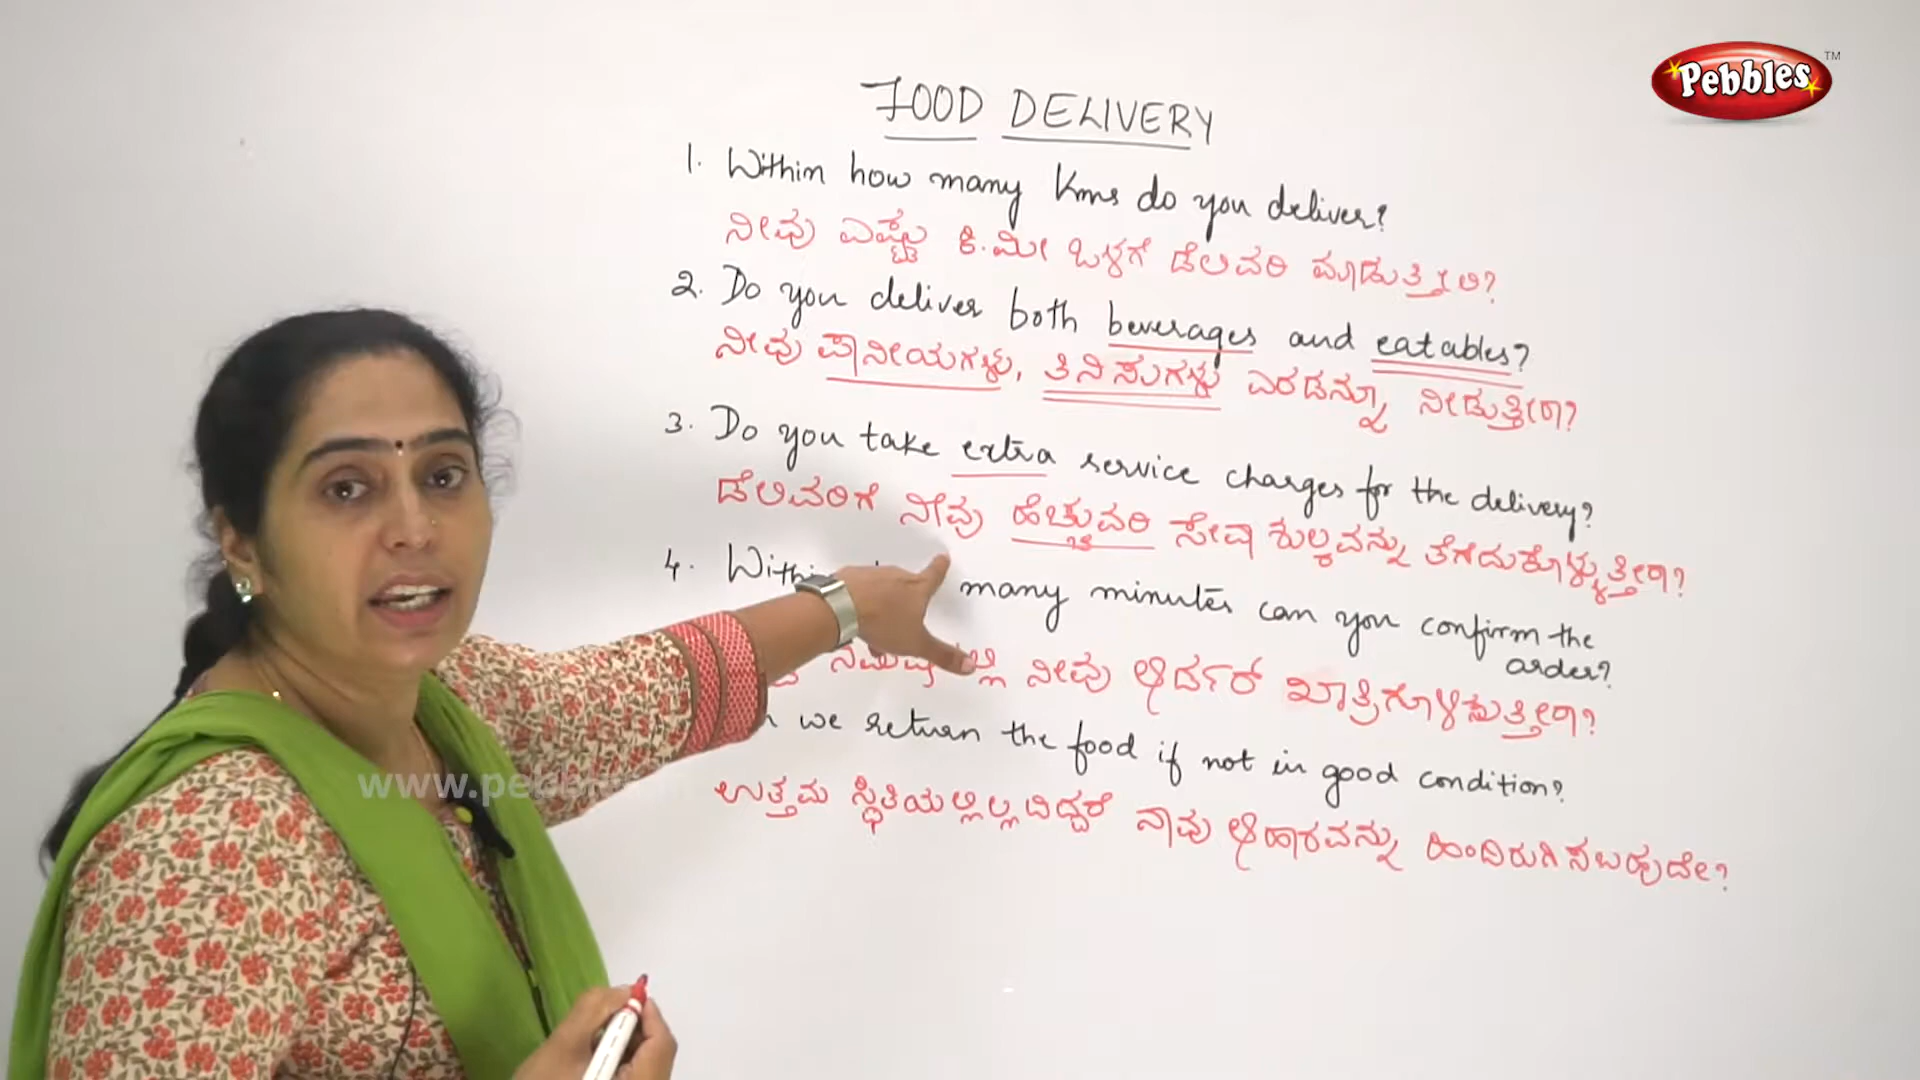 Pebbles TM
FOOD DELIVERY
1. Within how many Kms do you deliver?
ನೀವು ಎಷ್ಟು ಕಿ.ಮೀ ಒಳಗೆ ಡೆಲಿವರಿ ಮಾಡುತ್ತೀರಿ?
2. Do you deliver both beverages and eatables?
ನೀವು ಪಾನೀಯಗಳು, ತಿನಿಸುಗಳು ಎರಡನ್ನೂ ನೀಡುತ್ತೀರಾ?
3. Do you take extra service charges for the delivery?
ಡೆಲಿವರಿಗೆ ನೀವು ಹೆಚ್ಚುವರಿ ಸೇವಾ ಶುಲ್ಕವನ್ನು ತೆಗೆದುಕೊಳ್ಳುತ್ತೀರಾ?
4. many minutes can you confirm the
order?
ನೀವು ಆರ್ಡರ್ ಖಾತ್ರಿಗೊಳಿಸುತ್ತೀರಾ?
we return the food if not in good condition?
ಉತ್ತಮ ಸ್ಥಿತಿಯಲ್ಲಿಲ್ಲದಿದ್ದರೆ ನಾವು ಆಹಾರವನ್ನು ಹಿಂದಿರುಗಿಸಬಹುದೇ?